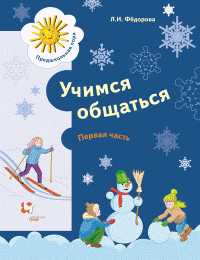 Л.И. Фёдорова
Предшкольная пора
Учимся
общаться
Первая часть